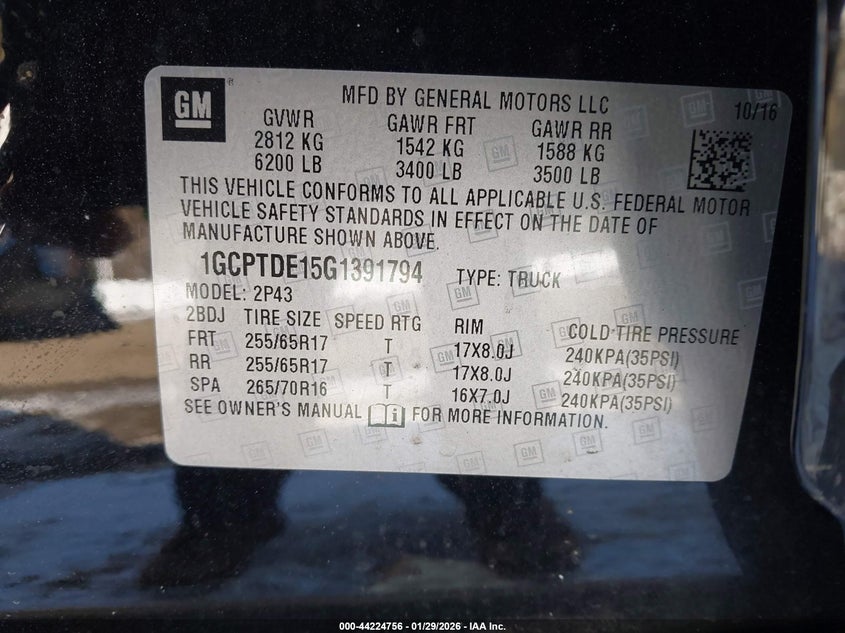 GM
MFD BY GENERAL MOTORS LLC
10/16
GVWR GAWR FRT GAWR RR
2812 KG 1542 KG 1588 KG
6200 LB 3400 LB 3500 LB
THIS VEHICLE CONFORMS TO ALL APPLICABLE U.S. FEDERAL MOTOR
VEHICLE SAFETY STANDARDS IN EFFECT ON THE DATE OF
MANUFACTURE SHOWN ABOVE.
1GCPTDE15G1391794 TYPE: TRUCK
MODEL: 2P43
2BDJ TIRE SIZE SPEED RTG RIM COLD TIRE PRESSURE
FRT 255/65R17 T 17X8.0J 240KPA(35PSI)
RR 255/65R17 T 17X8.0J 240KPA(35PSI)
SPA 265/70R16 T 16X7.0J 240KPA(35PSI)
SEE OWNER'S MANUAL FOR MORE INFORMATION.
000-44224756 - 01/29/2026 - IAA Inc.